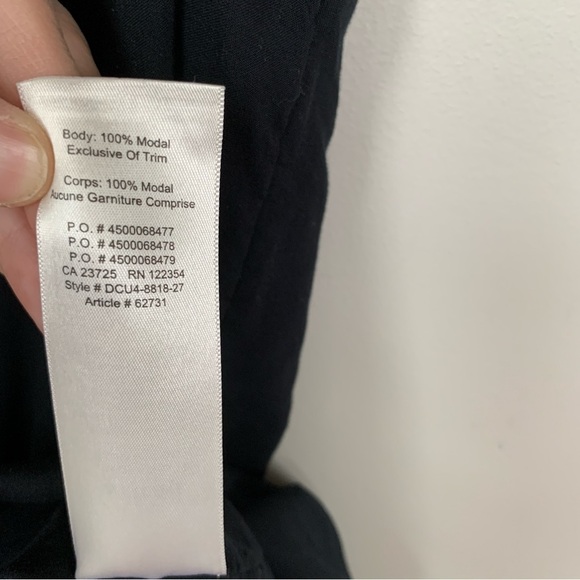 Body: 100% Modal
Exclusive Of Trim
Corps: 100% Modal
Aucune Garniture Comprise
P.O. # 4500068477
P.O. # 4500068478
P.O. # 4500068479
CA 23725 RN 122354
Style # DCU4-8818-27
Article # 62731